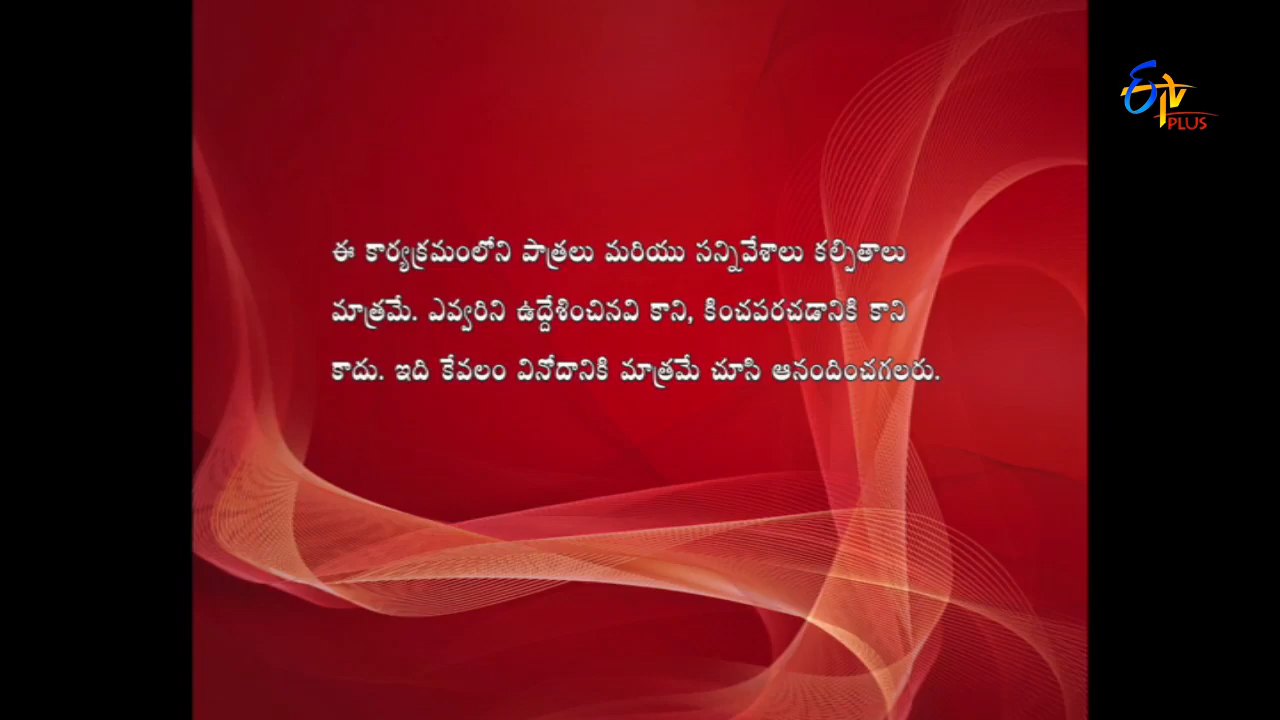 ETV
PLUS
ఈ కార్యక్రమంలోని పాత్రలు మరియు సన్నివేశాలు కల్పితాలు
మాత్రమే. ఎవ్వరిని ఉద్దేశించినవి కాని, కించపరచడానికి కాని
కాదు. ఇది కేవలం వినోదానికి మాత్రమే చూసి ఆనందించగలరు.